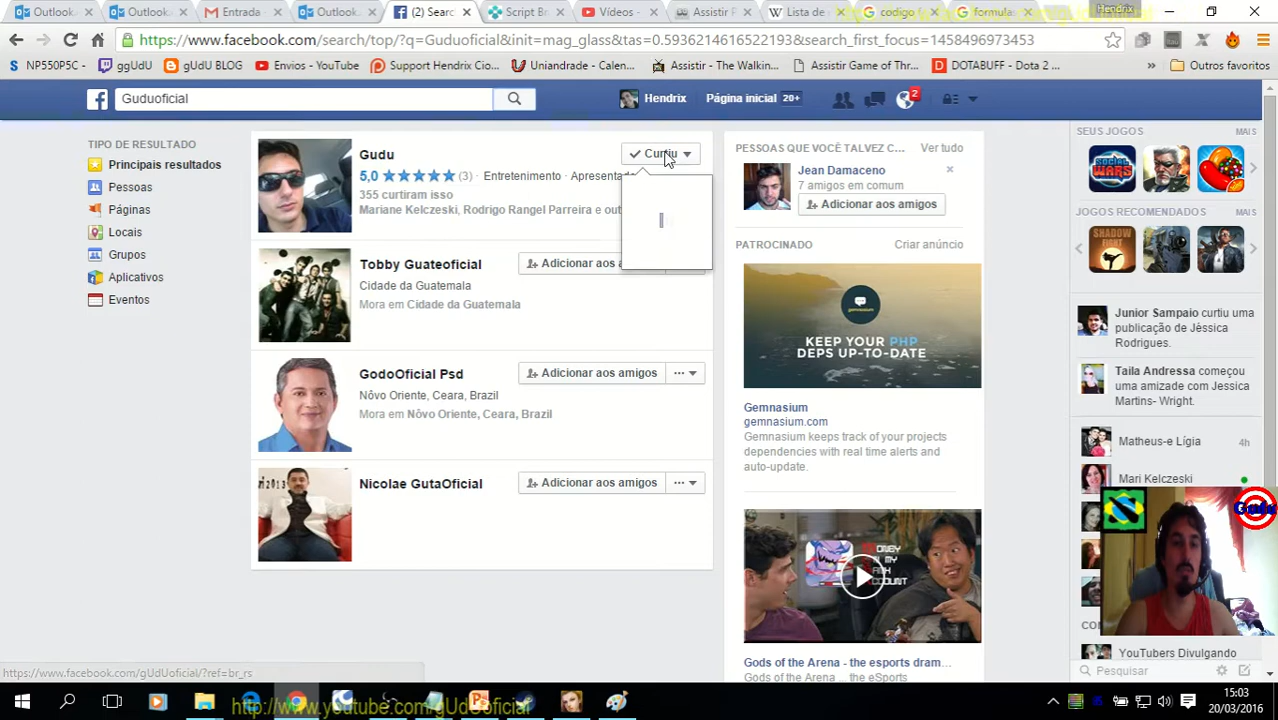 Outlook.
Outlook.
Entrada
Outlook.
(2) Sear
Script B
Vídeos -
Assistir P
Lista de
codigo
formula
Hendrix
https://www.facebook.com/search/top/?q=Guduoficial&init=mag_glass&tas=0.5936214616522193&search_first_focus=1458496973453
NP550P5C-
ggUdU
gUdU BLOG
Envios - YouTube
Support Hendrix Cio...
Uniandrade - Calen...
Assistir - The Walkin...
Assistir Game of Thr...
DOTABUFF - Dota 2 ...
»
Outros favoritos
Guduoficial
Hendrix
Página inicial 20+
2
TIPO DE RESULTADO
Principais resultados
Pessoas
Páginas
Locais
Grupos
Aplicativos
Eventos
Gudu
Curtiu
5,0 ★★★★★ (3) · Entretenimento · Apresentado
355 curtiram isso
Mariane Kelczeski, Rodrigo Rangel Parreira e out
Tobby Guateoficial
Adicionar aos a
Cidade da Guatemala
Mora em Cidade da Guatemala
GodoOficial Psd
Adicionar aos amigos
Nôvo Oriente, Ceara, Brazil
Mora em Nôvo Oriente, Ceara, Brazil
Nicolae GutaOficial
Adicionar aos amigos
PESSOAS QUE VOCÊ TALVEZ C...
Ver tudo
Jean Damaceno
7 amigos em comum
Adicionar aos amigos
PATROCINADO
Criar anúncio
KEEP YOUR PHP
DEPS UP-TO-DATE
Gemnasium
gemnasium.com
Gemnasium keeps track of your projects
dependencies with real time alerts and
auto-update.
Gods of the Arena - the esports dram...
Gods of the Arena - the eSports
SEUS JOGOS
MAIS
SOCIAL WARS
JOGOS RECOMENDADOS
MAIS
SHADOW FIGHT
Junior Sampaio curtiu uma
publicação de Jèssica
Rodrigues.
Taila Andressa começou
uma amizade com Jessica
Martins- Wright.
Matheus-e Lígia
4h
Mari Kelczeski
YouTubers Divulgando
Pesquisar
https://www.facebook.com/gUdUoficial/?ref=br_rs
http://www.youtube.com/gUdUoficial
15:03
20/03/2016